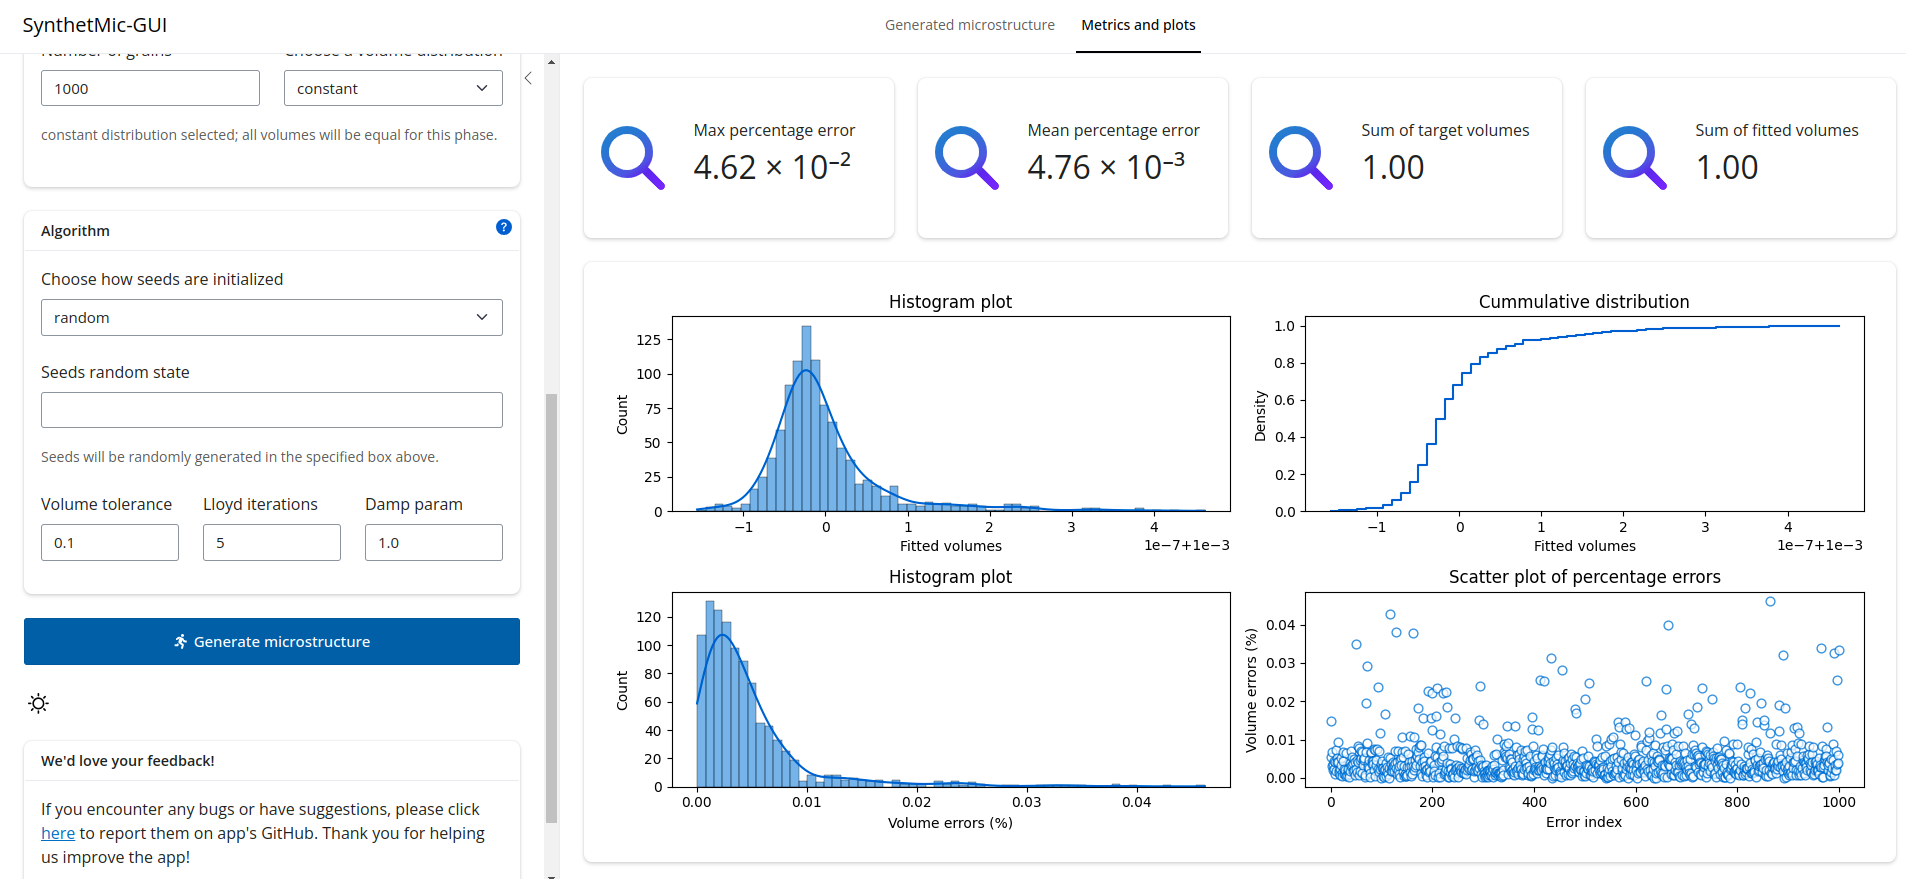 SynthetMic-GUI
Generated microstructure
Metrics and plots
Number of grains
Choose a volume distribution
1000
constant
constant distribution selected; all volumes will be equal for this phase.
Algorithm
?
Choose how seeds are initialized
random
Seeds random state
Seeds will be randomly generated in the specified box above.
Volume tolerance
Lloyd iterations
Damp param
0.1
5
1.0
Generate microstructure
We'd love your feedback!
If you encounter any bugs or have suggestions, please click
here to report them on app's GitHub. Thank you for helping
us improve the app!
Max percentage error
4.62 × 10⁻²
Mean percentage error
4.76 × 10⁻³
Sum of target volumes
1.00
Sum of fitted volumes
1.00
Histogram plot
Count
125
100
75
50
25
0
−1 0 1 2 3 4
Fitted volumes
1e−7+1e−3
Cummulative distribution
Density
1.0
0.8
0.6
0.4
0.2
0.0
−1 0 1 2 3 4
Fitted volumes
1e−7+1e−3
Histogram plot
Count
120
100
80
60
40
20
0
0.00 0.01 0.02 0.03 0.04
Volume errors (%)
Scatter plot of percentage errors
Volume errors (%)
0.04
0.03
0.02
0.01
0.00
0 200 400 600 800 1000
Error index